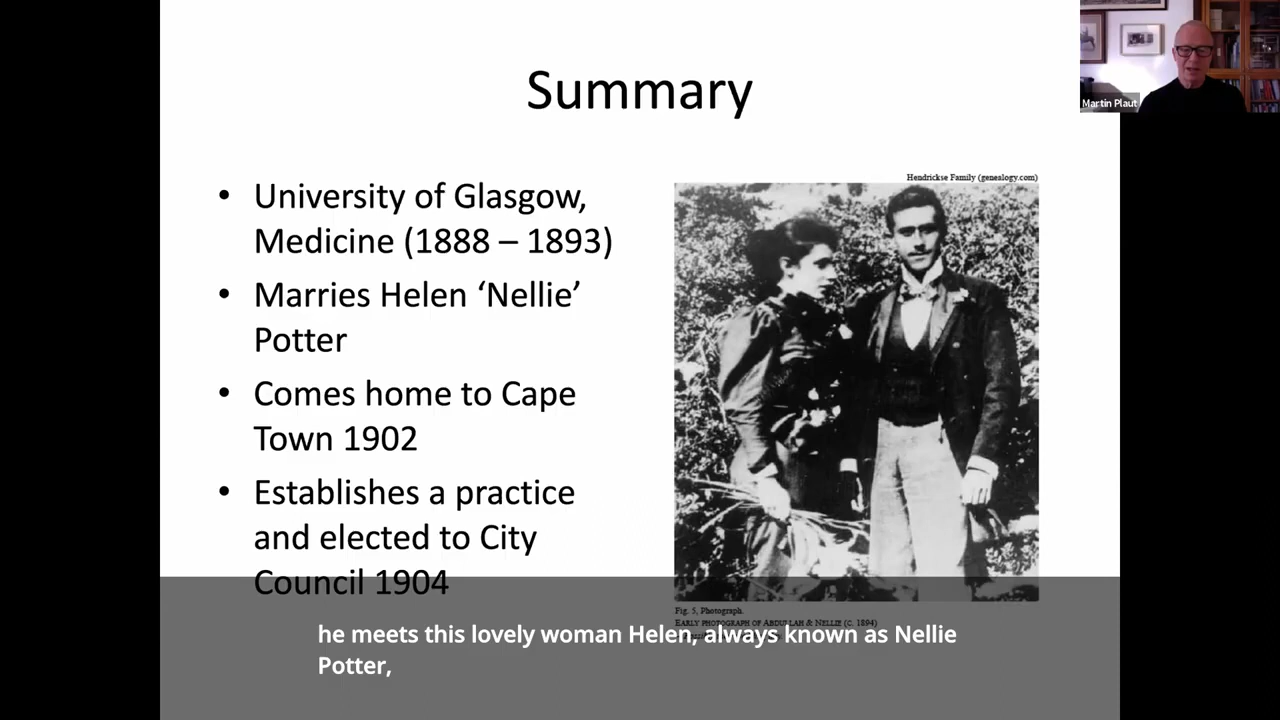 Summary
Martin Plaut
• University of Glasgow,
Medicine (1888 – 1893)
• Marries Helen ‘Nellie’
Potter
• Comes home to Cape
Town 1902
• Establishes a practice
and elected to City
Council 1904
Hendrickse Family (genealogy.com)
Fig. 5, Photograph.
EARLY PHOTOGRAPH OF ABDULLAH & NELLIE (C. 1894)
he meets this lovely woman Helen, always known as Nellie
Potter,